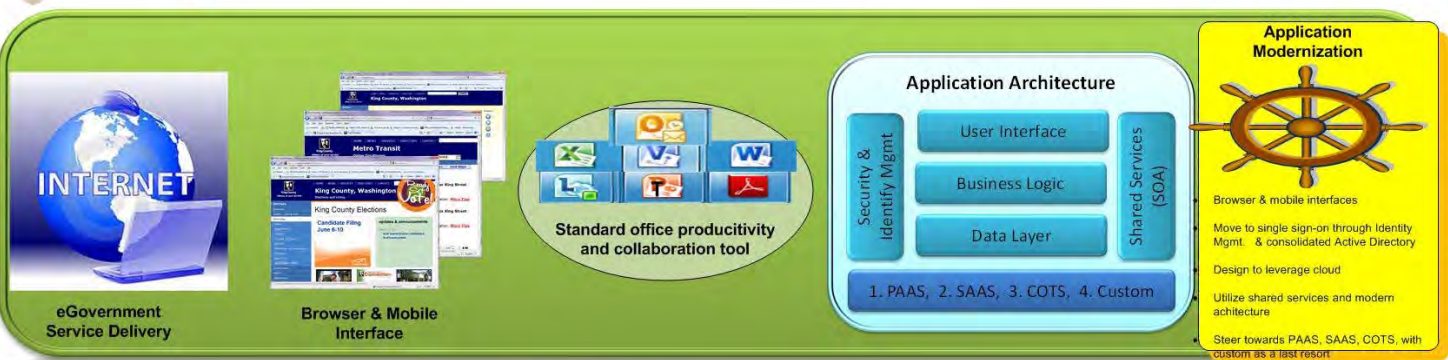 INTERNET
eGovernment
Service Delivery
King County, Washington
Metro Transit
King County, Washington
King County Elections
Candidate Filing
June 6-10
Browser & Mobile
Interface
Standard office producitivity
and collaboration tool
Application Architecture
Security &
Identify Mgmt
User Interface
Business Logic
Data Layer
Shared Services
(SOA)
1. PAAS, 2. SAAS, 3. COTS, 4. Custom
Application
Modernization
Browser & mobile interfaces
Move to single sign-on through Identity
Mgmt. & consolidated Active Directory
Design to leverage cloud
Utilize shared services and modern
achitecture
Steer towards PAAS, SAAS, COTS, with
custom as a last resort